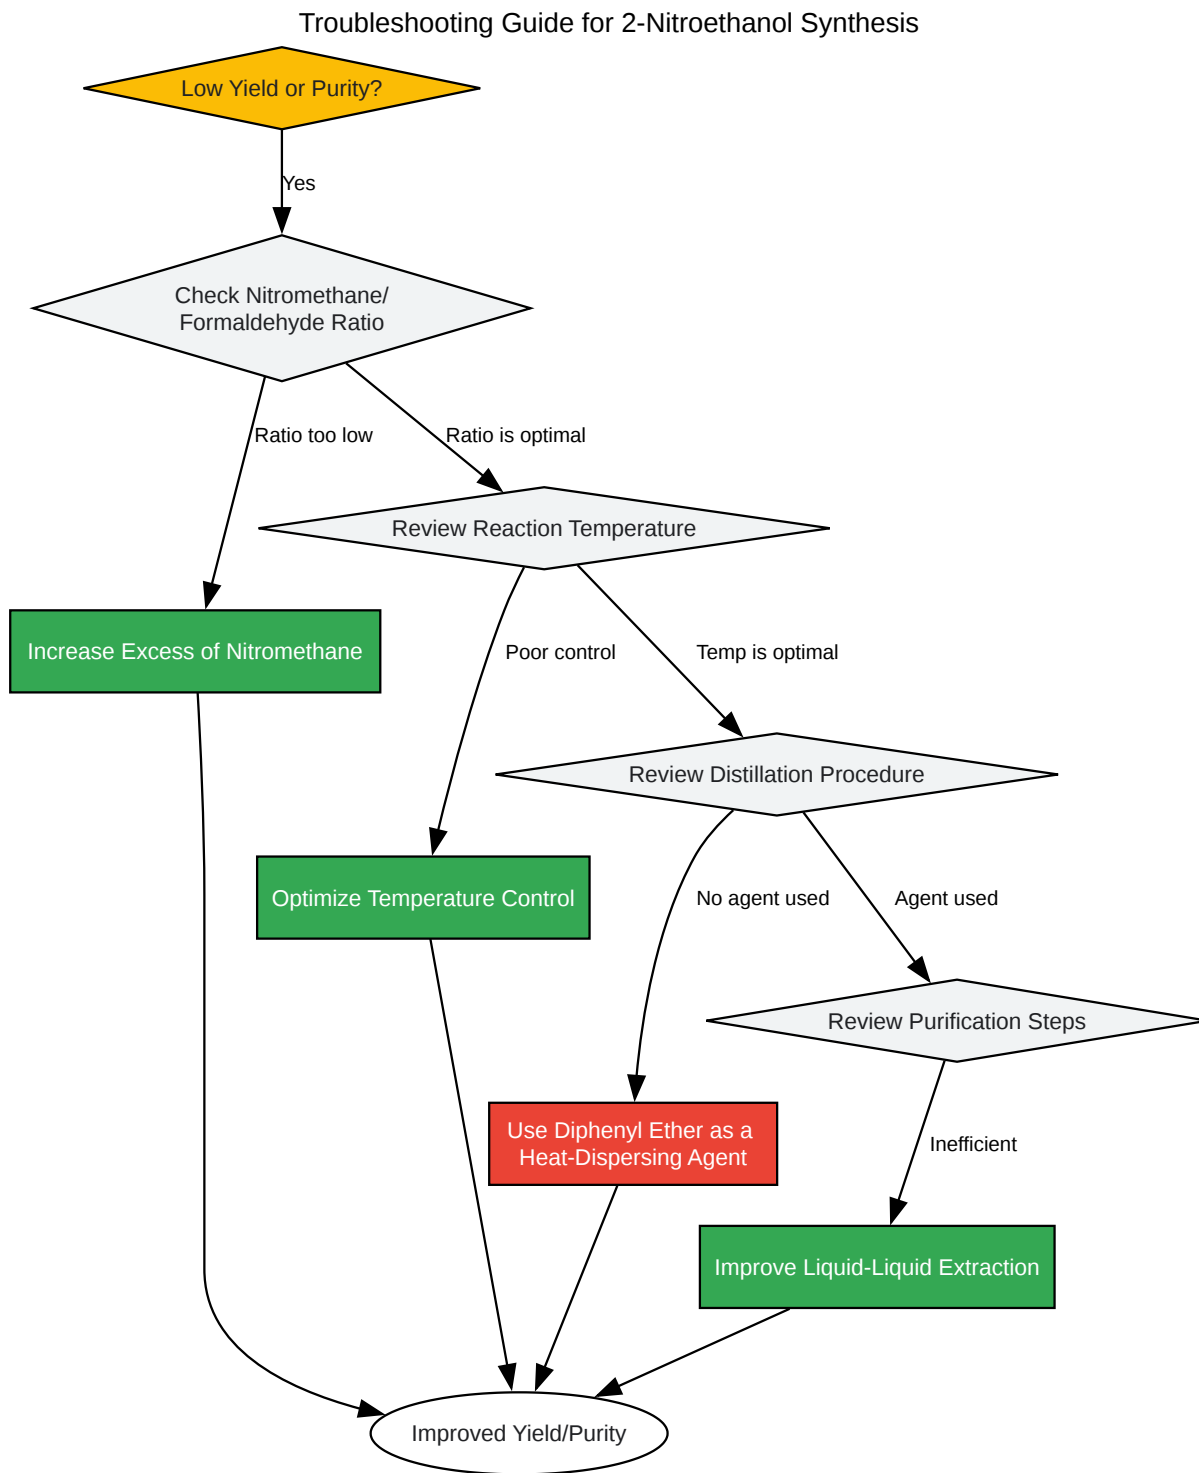 Troubleshooting Guide for 2-Nitroethanol Synthesis
Low Yield or Purity?
Yes
Check Nitromethane/
Formaldehyde Ratio
Ratio too low
Ratio is optimal
Review Reaction Temperature
Increase Excess of Nitromethane
Poor control
Temp is optimal
Review Distillation Procedure
Optimize Temperature Control
No agent used
Agent used
Review Purification Steps
Use Diphenyl Ether as a
Heat-Dispersing Agent
Inefficient
Improve Liquid-Liquid Extraction
Improved Yield/Purity